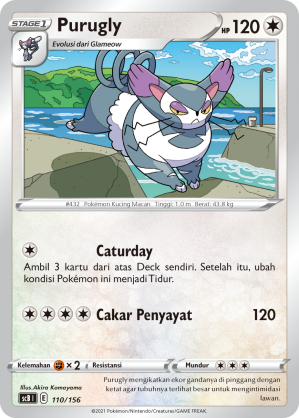 STAGE 1
Purugly
HP 120
Evolusi dari Glameow
#432 Pokémon Kucing Macan Tinggi: 1.0 m Berat: 43.8 kg
Caturday
Ambil 3 kartu dari atas Deck sendiri. Setelah itu, ubah
kondisi Pokémon ini menjadi Tidur.
Cakar Penyayat 120
Kelemahan × 2 Resistansi Mundur
Illus. Akira Komayama
sc3 I E 110/156
Purugly mengikatkan ekor gandanya di pinggang dengan
ketat agar tubuhnya terlihat besar untuk mengintimidasi
lawan.
©2021 Pokémon/Nintendo/Creatures/GAME FREAK.